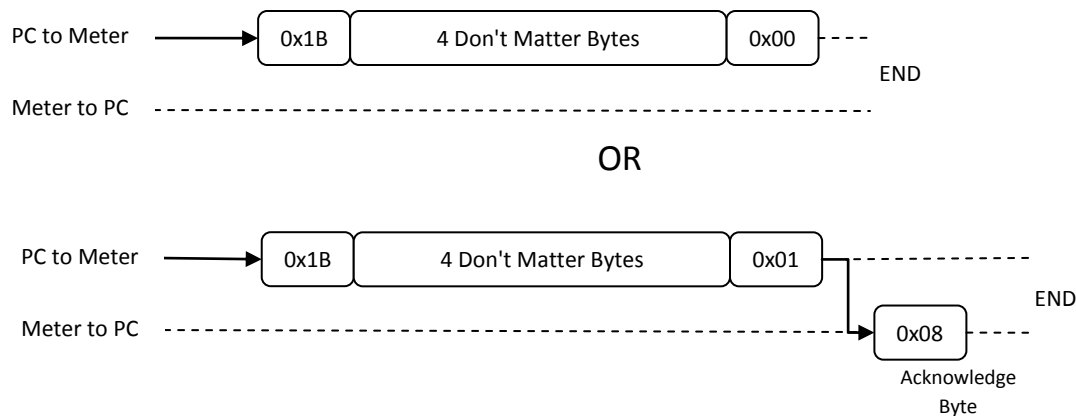 PC to Meter 0x1B 4 Don't Matter Bytes 0x00
END
Meter to PC
OR
PC to Meter 0x1B 4 Don't Matter Bytes 0x01
END
Meter to PC 0x08
Acknowledge
Byte